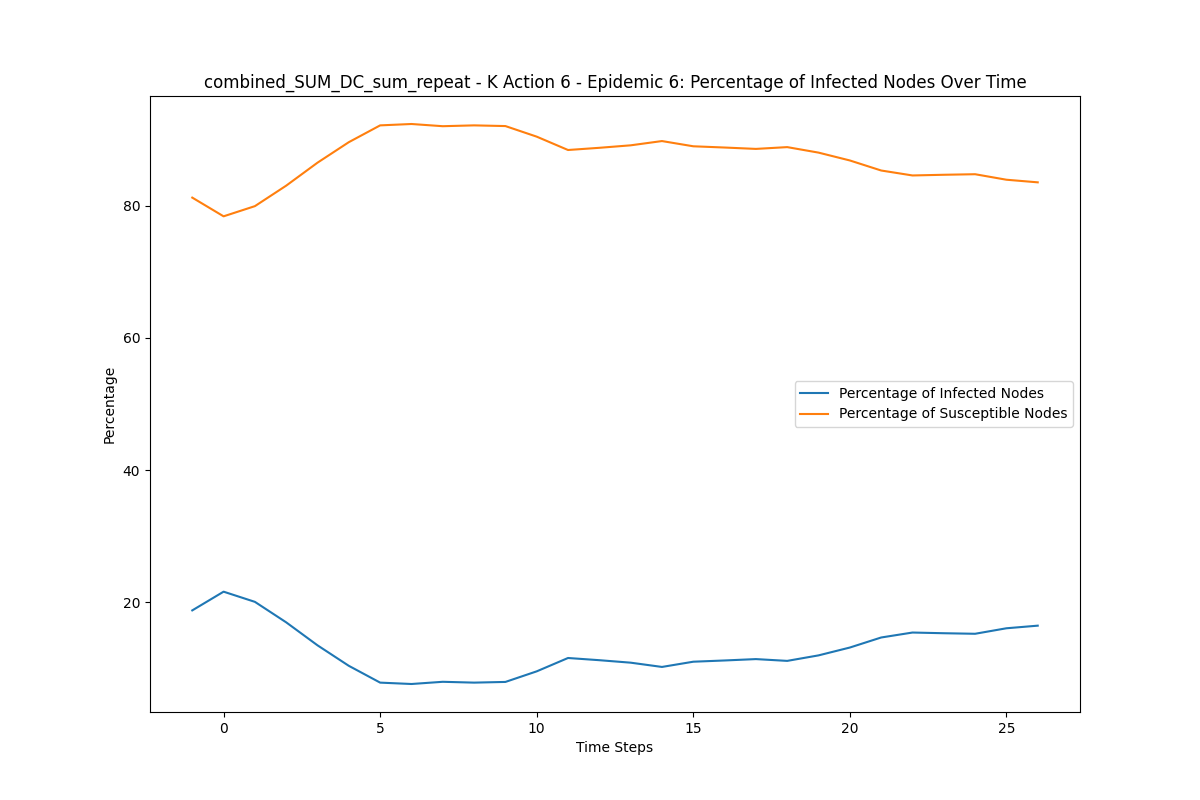 combined_SUM_DC_sum_repeat - K Action 6 - Epidemic 6: Percentage of Infected Nodes Over Time
80
60
40
20
Percentage
Percentage of Infected Nodes
Percentage of Susceptible Nodes
0 5 10 15 20 25
Time Steps